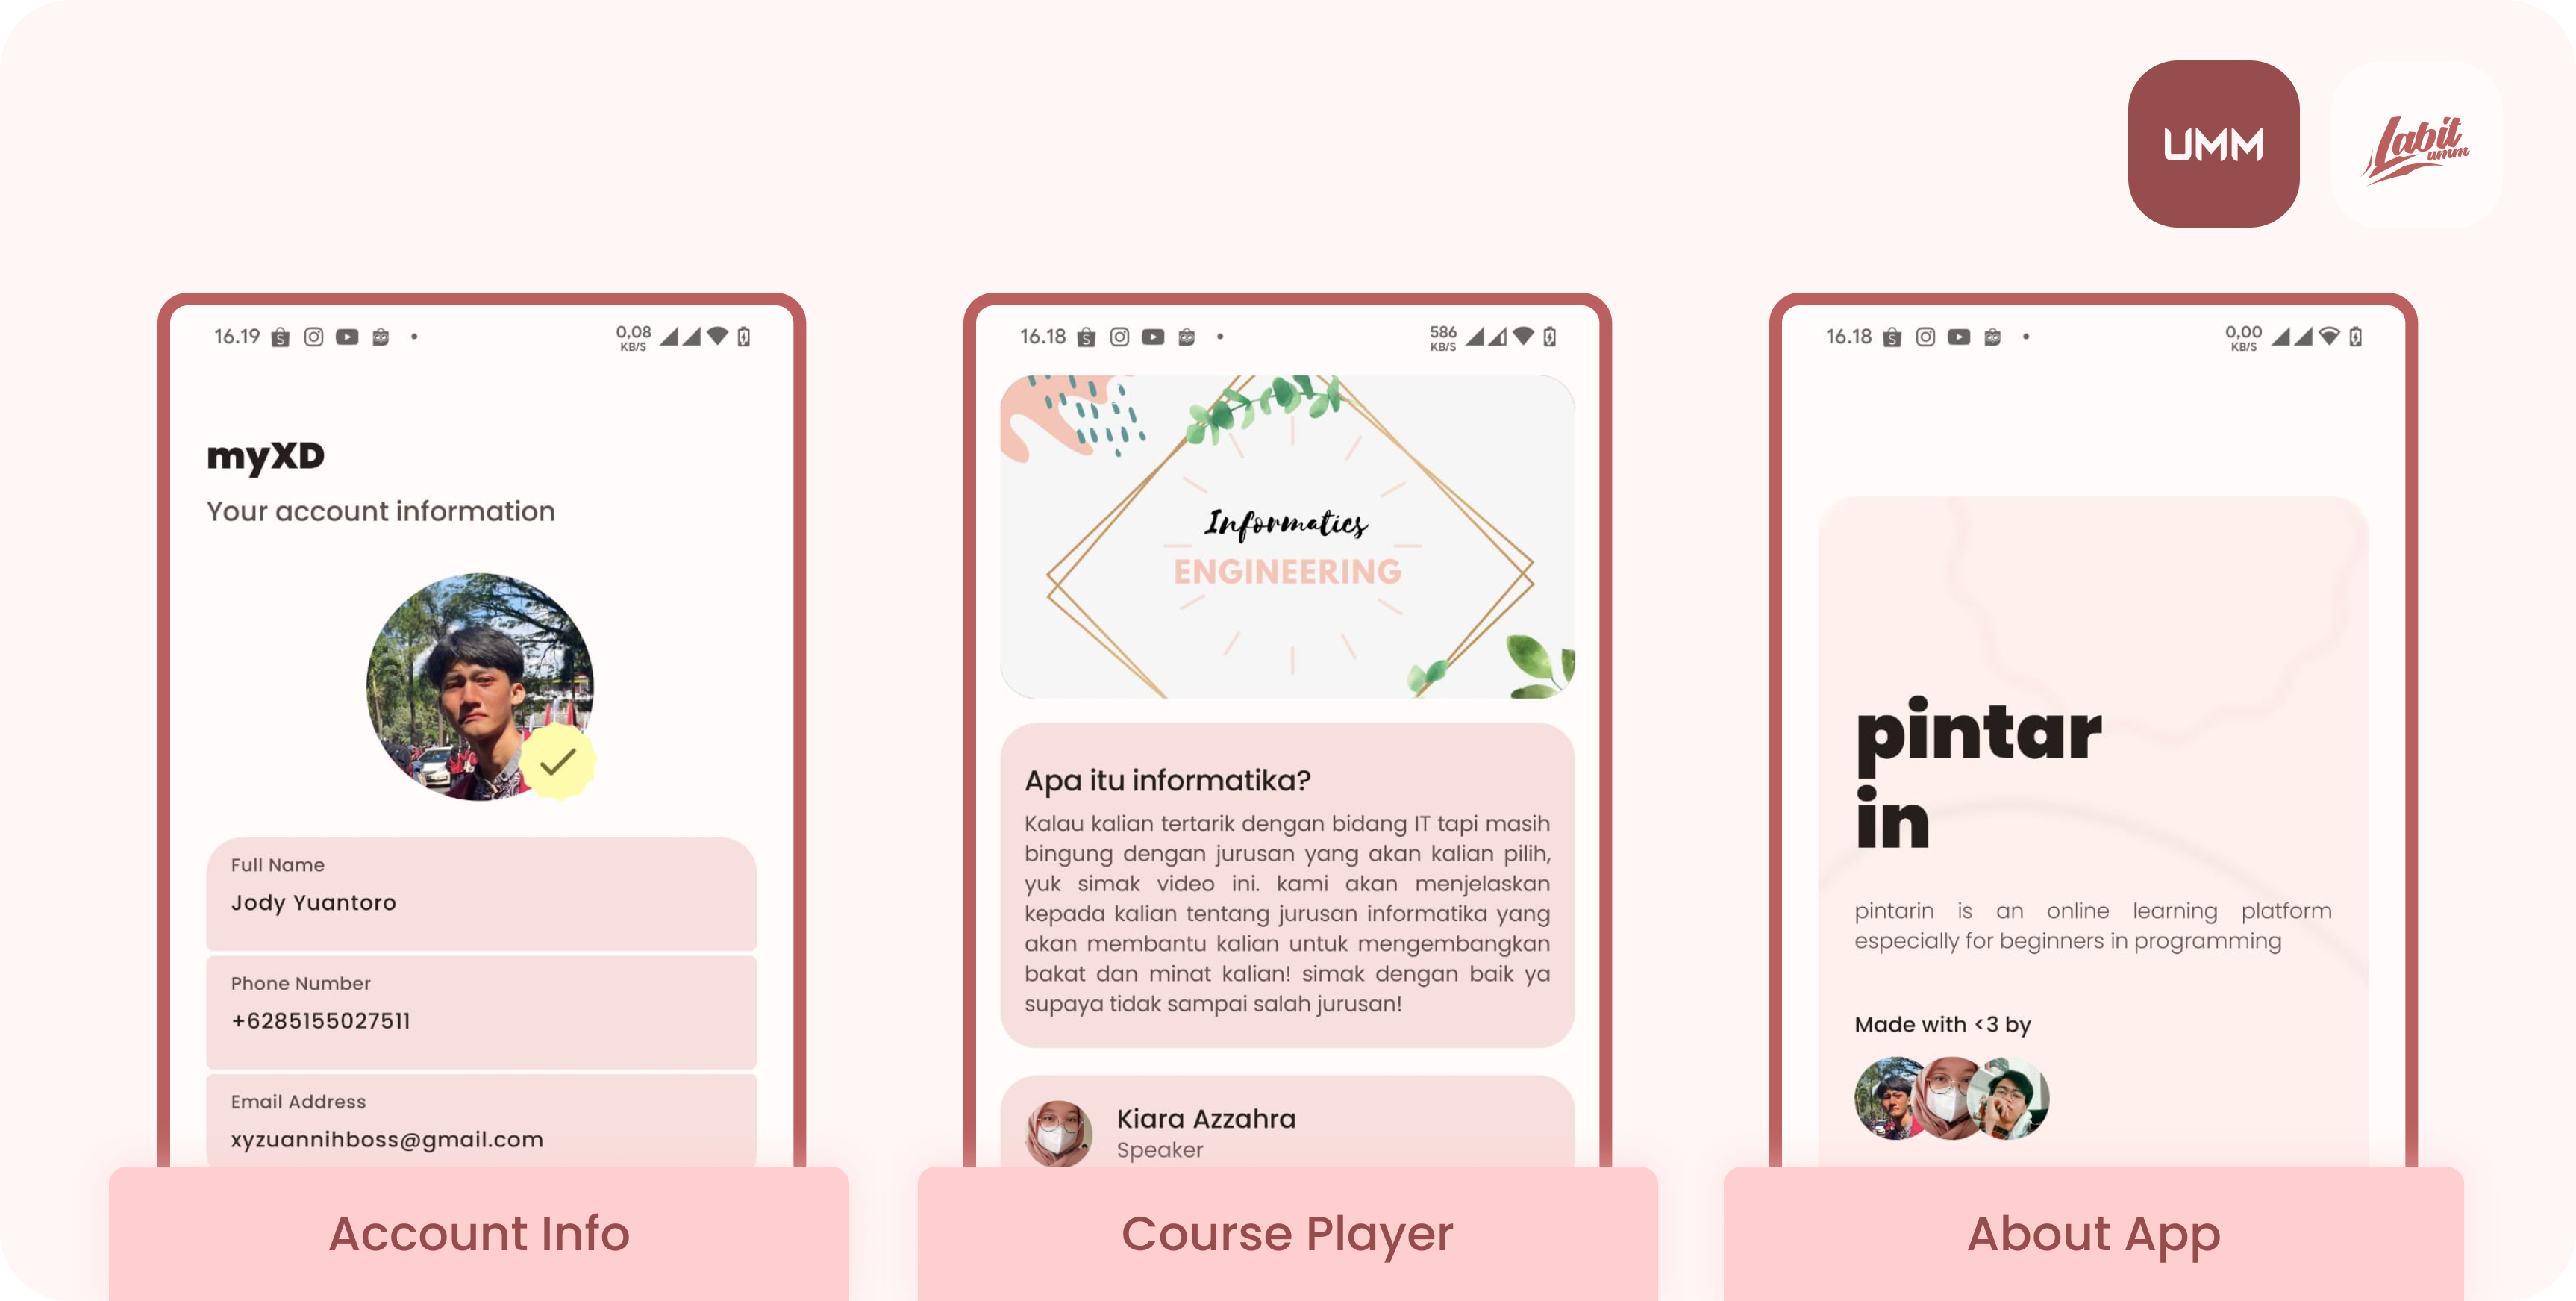 UMM
Labit
umm
16.19
0,08
KB/S
myXD
Your account information
Full Name
Jody Yuantoro
Phone Number
+6285155027511
Email Address
xyzuannihboss@gmail.com
Account Info
16.18
586
KB/S
Informatics
ENGINEERING
Apa itu informatika?
Kalau kalian tertarik dengan bidang IT tapi masih
bingung dengan jurusan yang akan kalian pilih,
yuk simak video ini. kami akan menjelaskan
kepada kalian tentang jurusan informatika yang
akan membantu kalian untuk mengembangkan
bakat dan minat kalian! simak dengan baik ya
supaya tidak sampai salah jurusan!
Kiara Azzahra
Speaker
Course Player
16.18
0,00
KB/S
pintar
in
pintarin is an online learning platform
especially for beginners in programming
Made with <3 by
About App